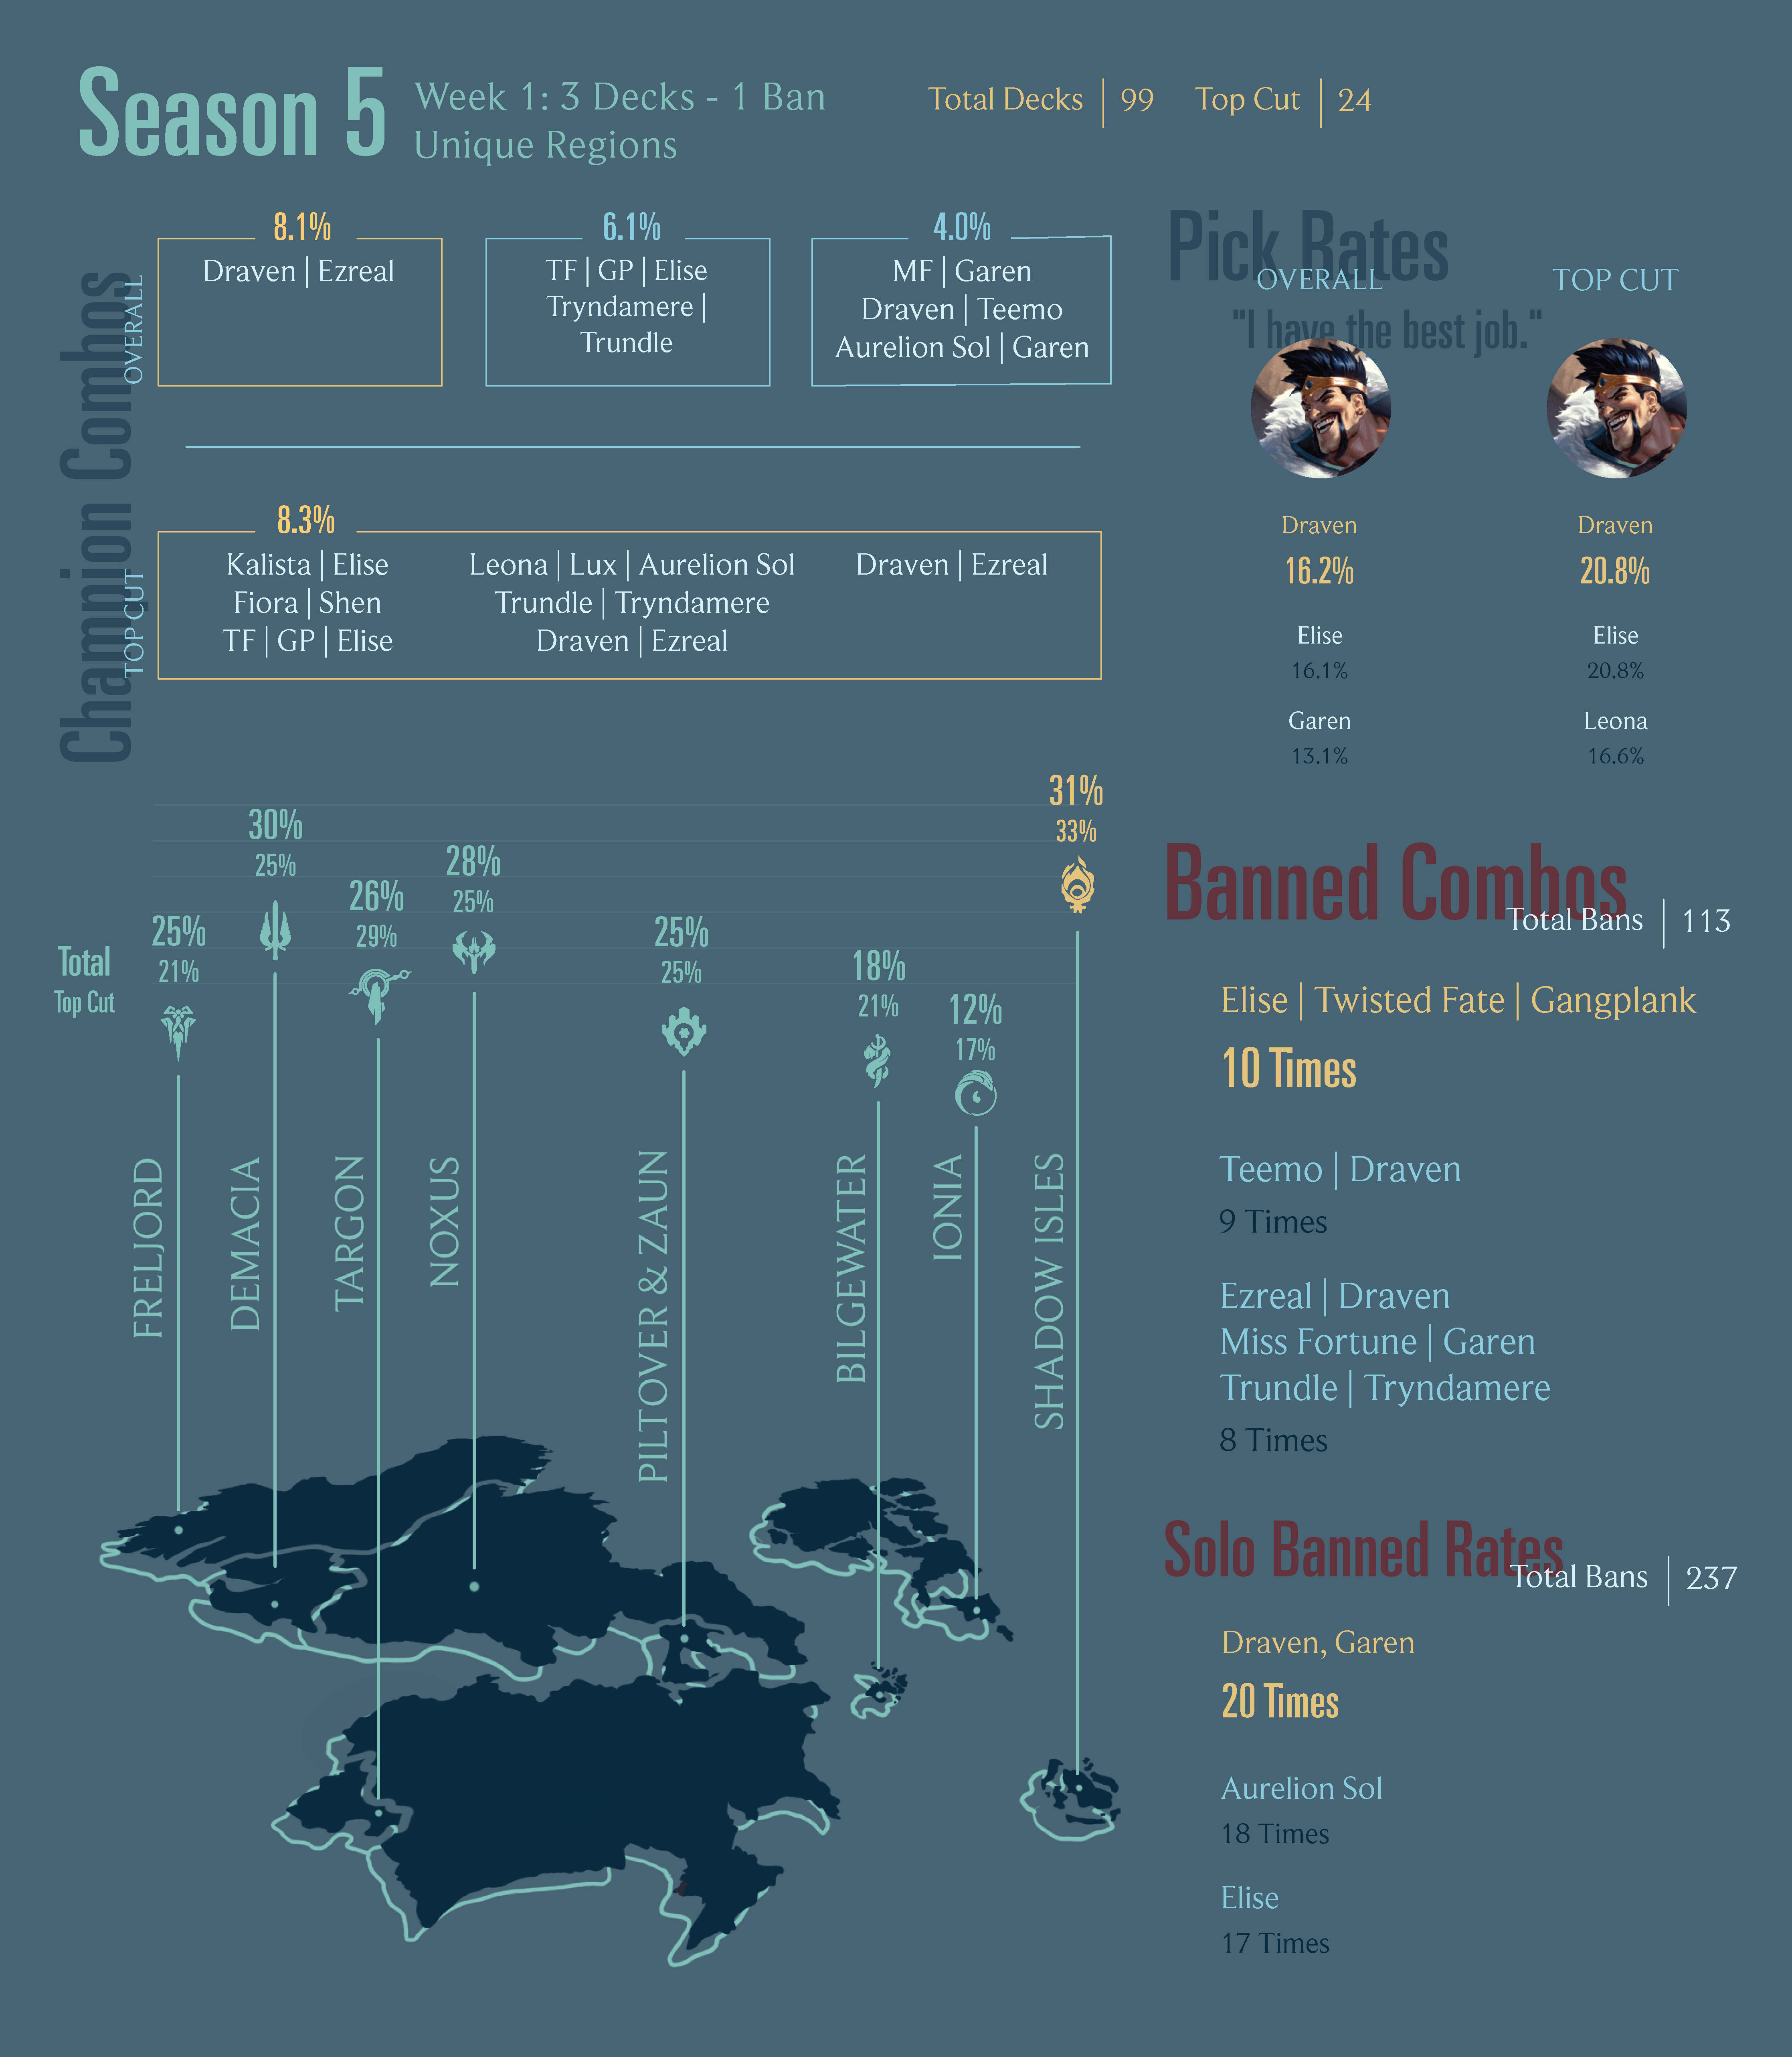 Season 5
Week 1: 3 Decks - 1 Ban
Unique Regions
Total Decks | 99
Top Cut | 24
Champion Combos
OVERALL
8.1%
Draven | Ezreal
6.1%
TF | GP | Elise
Tryndamere |
Trundle
4.0%
MF | Garen
Draven | Teemo
Aurelion Sol | Garen
TOP CUT
8.3%
Kalista | Elise
Fiora | Shen
TF | GP | Elise
Leona | Lux | Aurelion Sol
Trundle | Tryndamere
Draven | Ezreal
Draven | Ezreal
Pick Rates
"I have the best job."
OVERALL
Draven
16.2%
Elise
16.1%
Garen
13.1%
TOP CUT
Draven
20.8%
Elise
20.8%
Leona
16.6%
Total
Top Cut
25%
21%
FRELJORD
30%
25%
DEMACIA
26%
29%
TARGON
28%
25%
NOXUS
25%
25%
PILTOVER & ZAUN
18%
21%
BILGEWATER
12%
17%
IONIA
31%
33%
SHADOW ISLES
Banned Combos
Total Bans | 113
Elise | Twisted Fate | Gangplank
10 Times
Teemo | Draven
9 Times
Ezreal | Draven
Miss Fortune | Garen
Trundle | Tryndamere
8 Times
Solo Banned Rates
Total Bans | 237
Draven, Garen
20 Times
Aurelion Sol
18 Times
Elise
17 Times